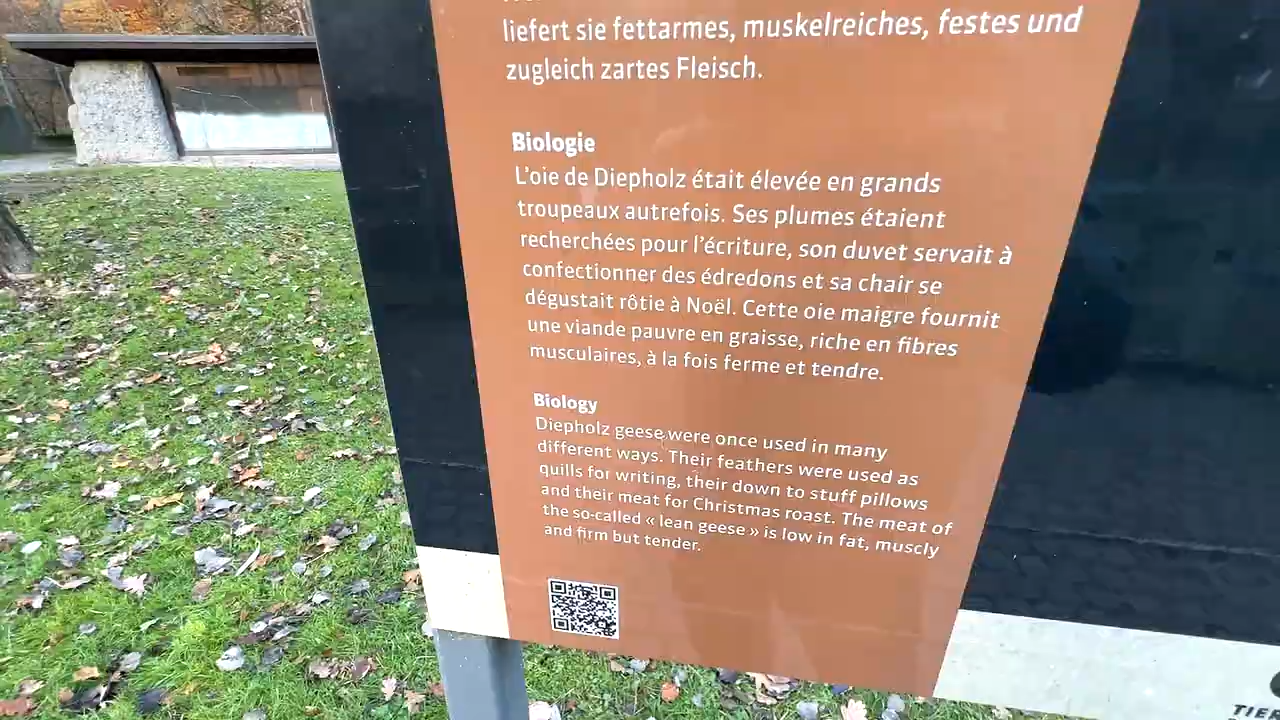 liefert sie fettarmes, muskelreiches, festes und
zugleich zartes Fleisch.
Biologie
L'oie de Diepholz était élevée en grands
troupeaux autrefois. Ses plumes étaient
recherchées pour l'écriture, son duvet servait à
confectionner des édredons et sa chair se
dégustait rôtie à Noël. Cette oie maigre fournit
une viande pauvre en graisse, riche en fibres
musculaires, à la fois ferme et tendre.
Biology
Diepholz geese were once used in many
different ways. Their feathers were used as
quills for writing, their down to stuff pillows
and their meat for Christmas roast. The meat of
the so-called « lean geese » is low in fat, muscly
and firm but tender.